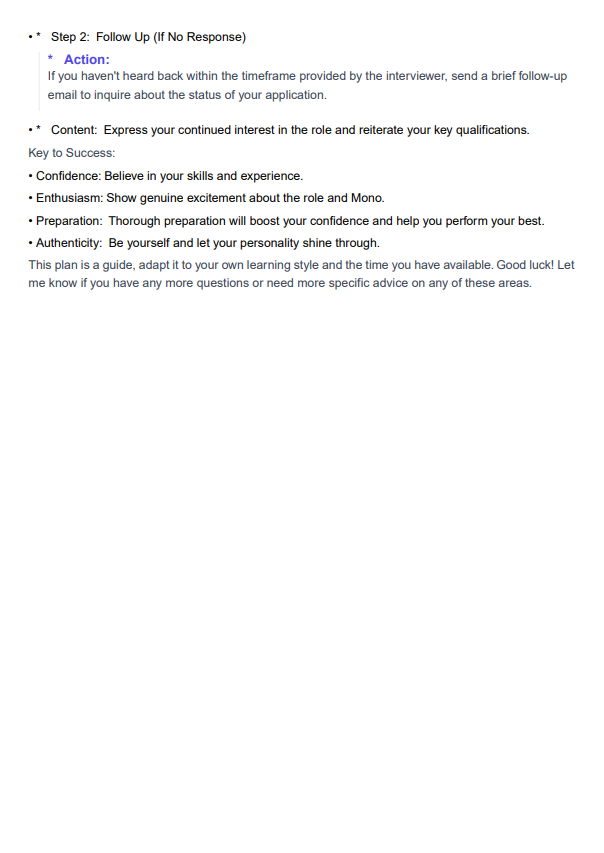 • * Step 2: Follow Up (If No Response)
* Action:
If you haven't heard back within the timeframe provided by the interviewer, send a brief follow-up
email to inquire about the status of your application.
• * Content: Express your continued interest in the role and reiterate your key qualifications.
Key to Success:
• Confidence: Believe in your skills and experience.
• Enthusiasm: Show genuine excitement about the role and Mono.
• Preparation: Thorough preparation will boost your confidence and help you perform your best.
• Authenticity: Be yourself and let your personality shine through.
This plan is a guide, adapt it to your own learning style and the time you have available. Good luck! Let
me know if you have any more questions or need more specific advice on any of these areas.